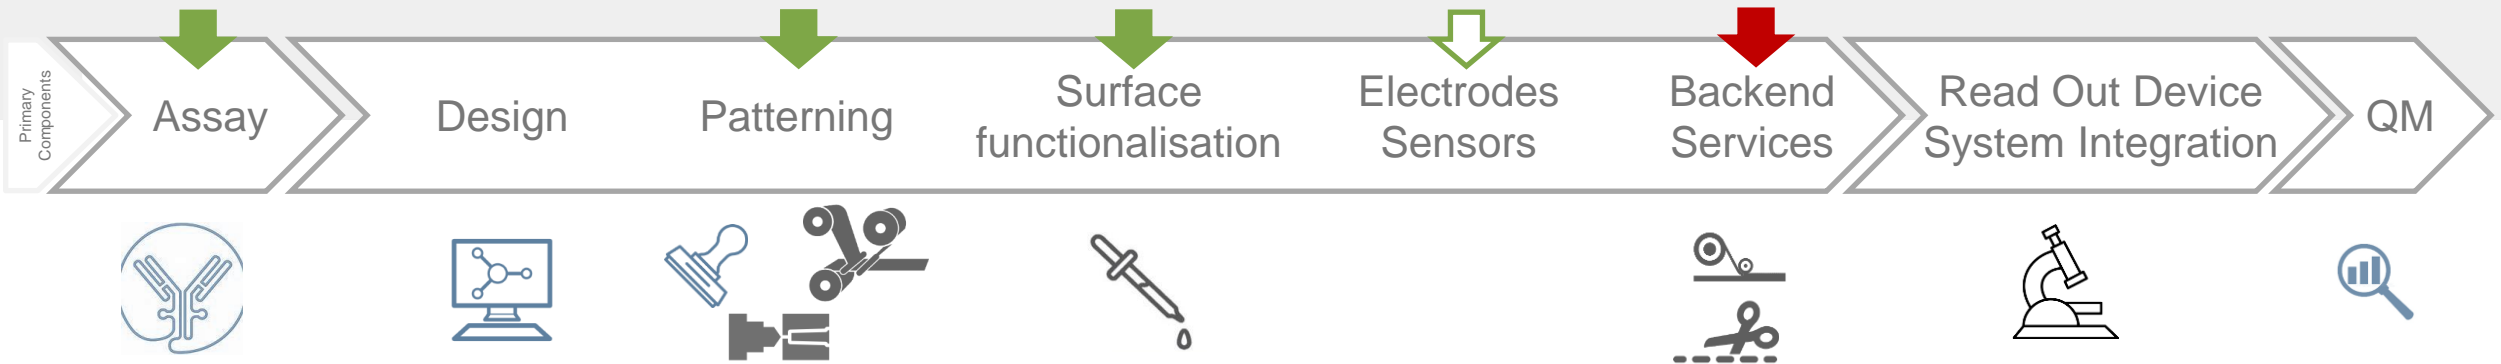 Primary
Components
Assay
Design
Patterning
Surface
functionalisation
Electrodes
Sensors
Backend
Services
Read Out Device
System Integration
QM